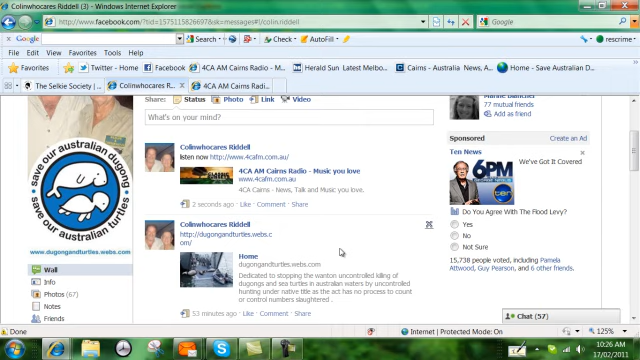 Colinwhocares Riddell (3) - Windows Internet Explorer
http://www.facebook.com/?tid=1575115826697&sk=messages#!/colin.riddell
Google
File Edit View Favorites Tools Help
Google
Search
Check
AutoFill
rescrime
Favorites
Twitter - Home
Facebook
4CA AM Cairns Radio - M...
Herald Sun Latest Melbo...
Cairns - Australia News, A...
Home - Save Australian D...
The Selkie Society | ...
Colinwhocares R...
4CA AM Cairns Radi...
Share: Status Photo Link Video
What's on your mind?
77 mutual friends
Add as friend
Sponsored
Create an Ad
Ten News
6PM
ten
NEWS
We've Got It Covered
Do You Agree With The Flood Levy?
Yes
No
Not Sure
15,738 people voted, including Pamela
Attwood, Guy Pearson, and 6 other friends.
save our australian dugong
save our australian turtles
www.dugongandturtles.webs.com
Wall
Info
Photos (67)
Notes
Friends
Colinwhocares Riddell
listen now http://www.4cafm.com.au/
4CA AM Cairns Radio - Music you love
www.4cafm.com.au
4CA Cairns - News, Talk and Music you love.
2 seconds ago · Like · Comment · Share
Colinwhocares Riddell
http://dugongandturtles.webs.c
om/
Home
dugongandturtles.webs.com
Dedicated to stopping the wanton uncontrolled killing of
dugongs and sea turtles in australian waters by uncontrolled
hunting under native title as the act has no process to count
or control numbers slaughtered .
53 minutes ago · Like · Comment · Share
Chat (57)
Done
Internet | Protected Mode: On
125%
10:26 AM
17/02/2011